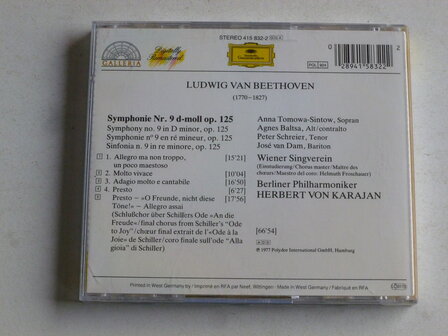 STEREO 415 832-2
GALLERIA
Digitally Remastered
Deutsche Grammophon
0
2
28941 58322
LUDWIG VAN BEETHOVEN
(1770–1827)
Symphonie Nr. 9 d-moll op. 125
Symphony no. 9 in D minor, op. 125
Symphonie nº 9 en ré mineur, op. 125
Sinfonia n. 9 in re minore, op. 125
1. Allegro ma non troppo, [15'21]
un poco maestoso
2. Molto vivace [10'04]
3. Adagio molto e cantabile [16'50]
4. Presto [6'27]
Presto – »O Freunde, nicht diese [17'56]
Töne!« – Allegro assai
(Schlußchor über Schillers Ode »An die
Freude«/final chorus from Schiller's "Ode
to Joy"/chœur final extrait de l'«Ode à la
Joie» de Schiller/coro finale sull'ode "Alla
gioia" di Schiller)
Anna Tomowa-Sintow, Sopran
Agnes Baltsa, Alt/contralto
Peter Schreier, Tenor
José van Dam, Bariton
Wiener Singverein
(Einstudierung/Chorus master/Maître des
chœurs/Maestro del coro: Helmuth Froschauer)
Berliner Philharmoniker
HERBERT VON KARAJAN
[66'54]
℗ 1977 Polydor International GmbH, Hamburg
Printed in West Germany by / Imprimé en RFA par Neef, Wittingen · Made in West Germany / Fabriqué en RFA